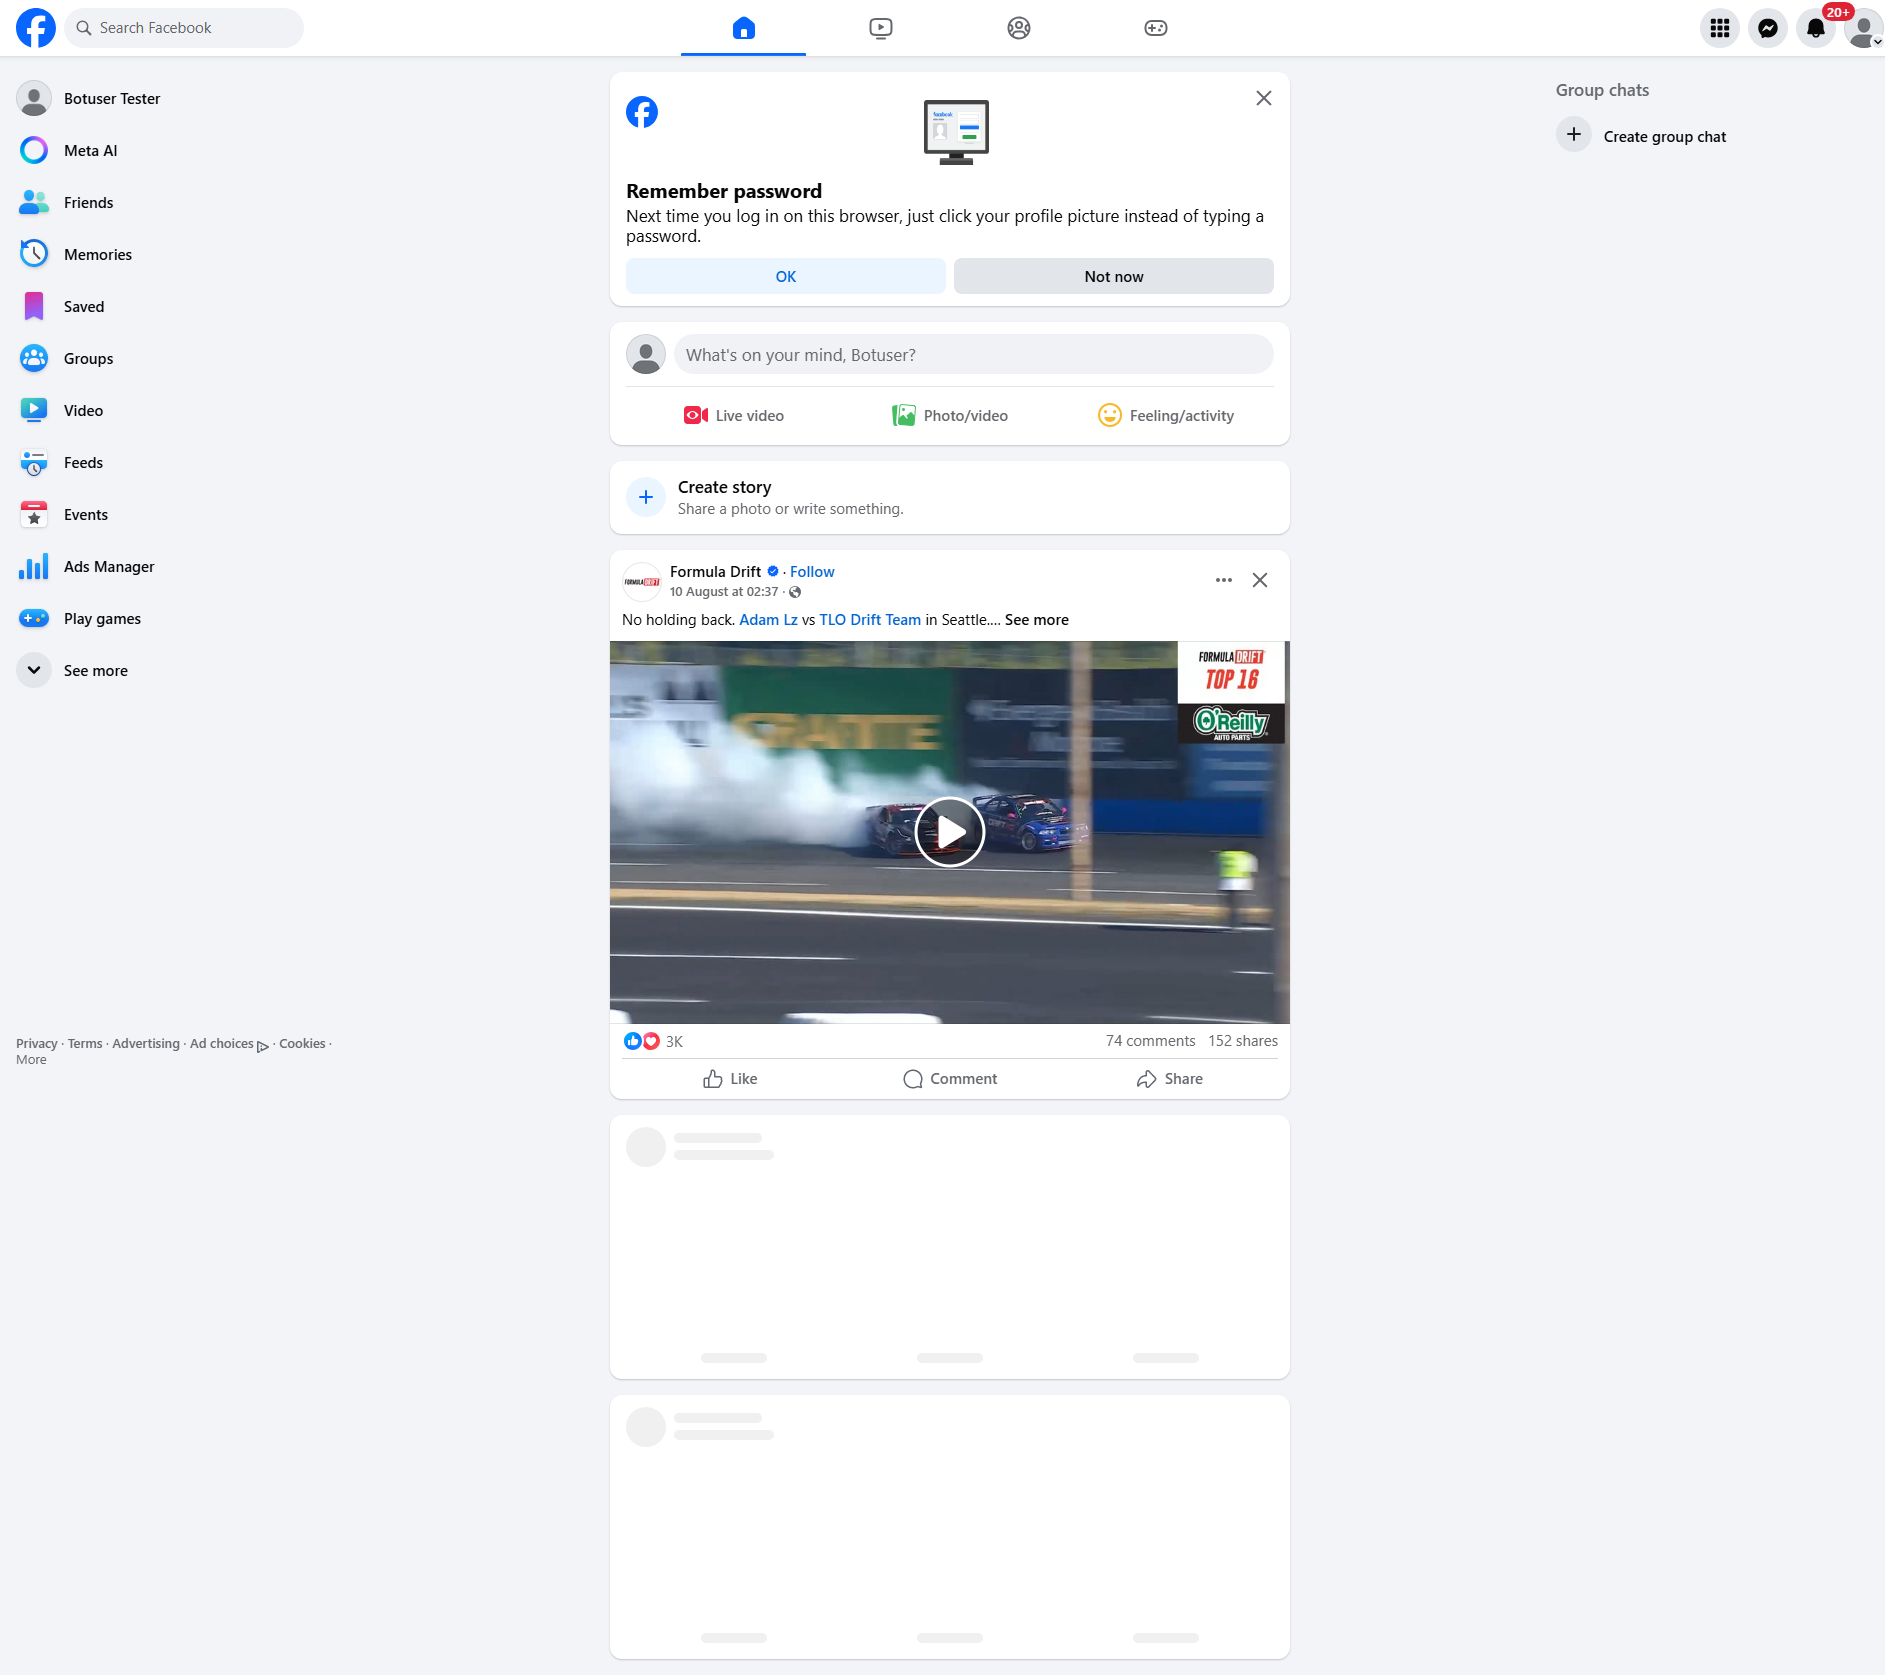 Search Facebook
20+
Botuser Tester
Meta AI
Friends
Memories
Saved
Groups
Video
Feeds
Events
Ads Manager
Play games
See more
Privacy · Terms · Advertising · Ad choices · Cookies ·
More
facebook
Remember password
Next time you log in on this browser, just click your profile picture instead of typing a
password.
OK
Not now
What's on your mind, Botuser?
Live video
Photo/video
Feeling/activity
Create story
Share a photo or write something.
FORMULA DRIFT
Formula Drift · Follow
10 August at 02:37 ·
No holding back. Adam Lz vs TLO Drift Team in Seattle.... See more
FORMULA DRIFT
TOP 16
O'Reilly
AUTO PARTS
3K
74 comments 152 shares
Like
Comment
Share
Group chats
Create group chat